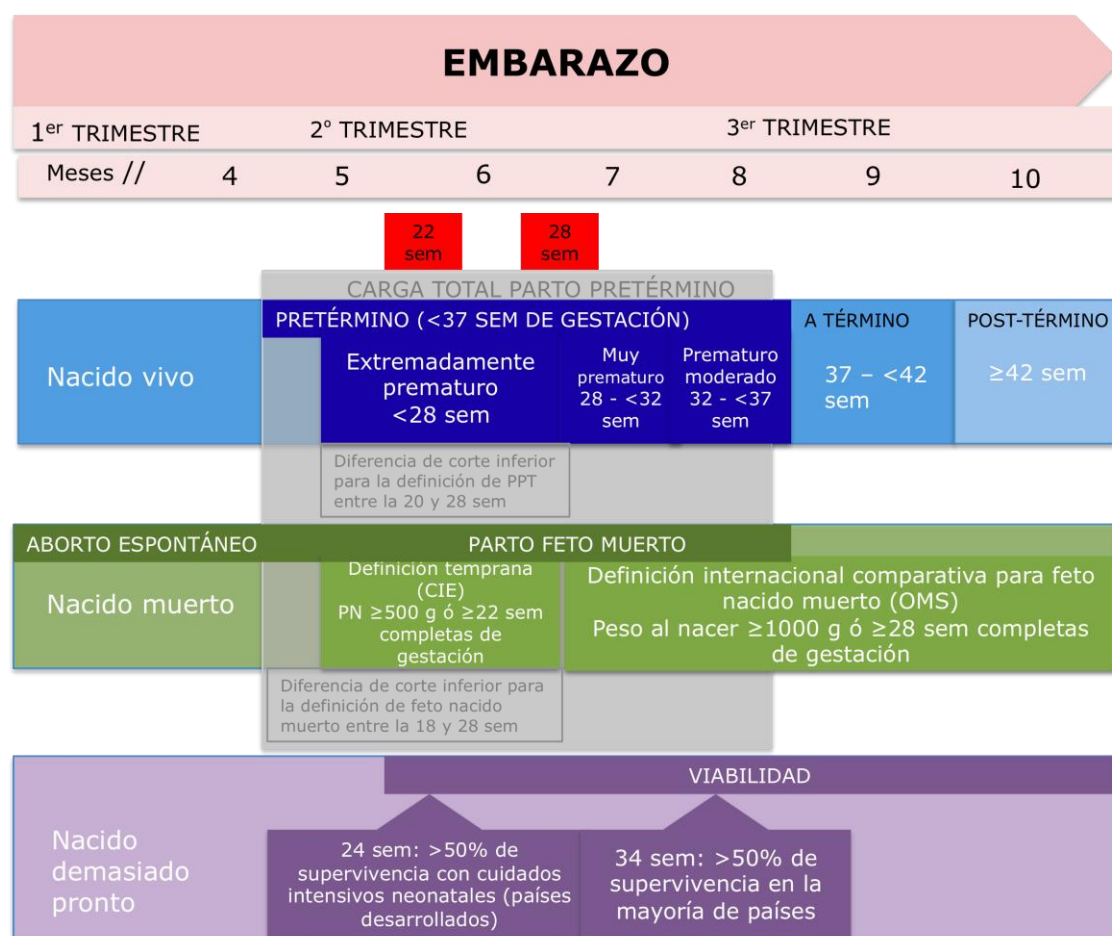 EMBARAZO
1er TRIMESTRE
2º TRIMESTRE
3er TRIMESTRE
Meses // 4 5 6 7 8 9 10
22
sem
28
sem
CARGA TOTAL PARTO PRETÉRMINO
PRETÉRMINO (<37 SEM DE GESTACIÓN)
A TÉRMINO
POST-TÉRMINO
Nacido vivo
Extremadamente
prematuro
<28 sem
Muy
prematuro
28 - <32
sem
Prematuro
moderado
32 - <37
sem
37 – <42
sem
≥42 sem
Diferencia de corte inferior
para la definición de PPT
entre la 20 y 28 sem
ABORTO ESPONTÁNEO
PARTO FETO MUERTO
Nacido muerto
Definición temprana
(CIE)
PN ≥500 g ó ≥22 sem
completas de
gestación
Definición internacional comparativa para feto
nacido muerto (OMS)
Peso al nacer ≥1000 g ó ≥28 sem completas
de gestación
Diferencia de corte inferior para
la definición de feto nacido
muerto entre la 18 y 28 sem
VIABILIDAD
Nacido
demasiado
pronto
24 sem: >50% de
supervivencia con cuidados
intensivos neonatales (países
desarrollados)
34 sem: >50% de
supervivencia en la
mayoría de países